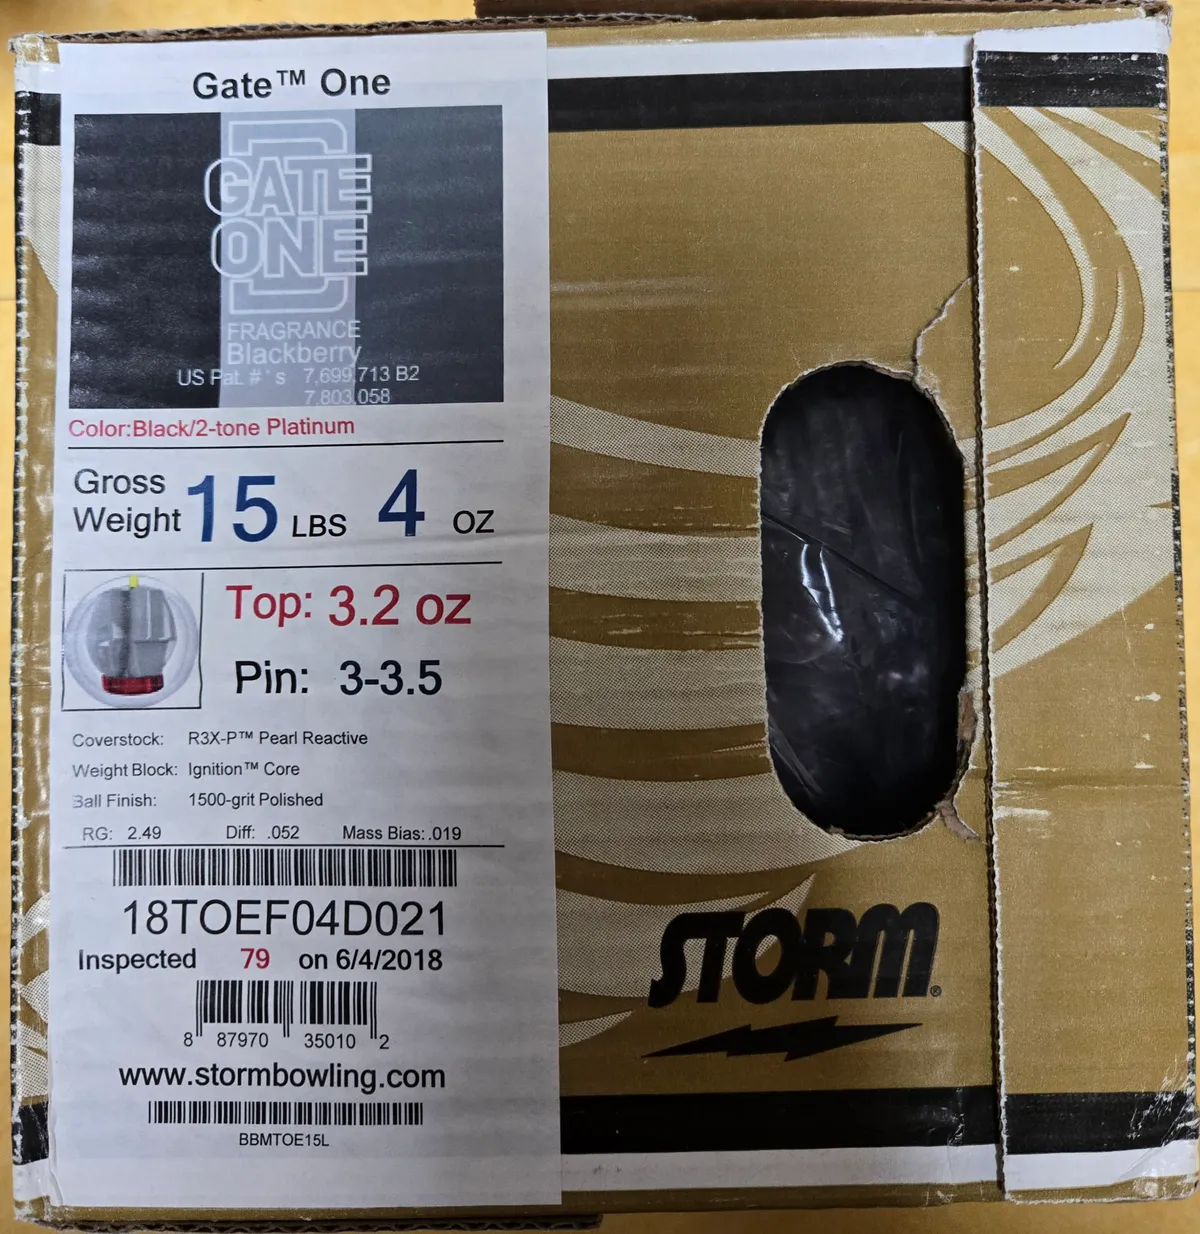 Gate™ One
GATE
ONE
FRAGRANCE
Blackberry
US Pat. #'s 7,699,713 B2
7,803,058
Color:Black/2-tone Platinum
Gross
Weight 15 LBS 4 OZ
Top: 3.2 oz
Pin: 3-3.5
Coverstock: R3X-P™ Pearl Reactive
Weight Block: Ignition™ Core
Ball Finish: 1500-grit Polished
RG: 2.49 Diff: .052 Mass Bias: .019
18TOEF04D021
Inspected 79 on 6/4/2018
8 87970 35010 2
www.stormbowling.com
BBMTOE15L
STORM®